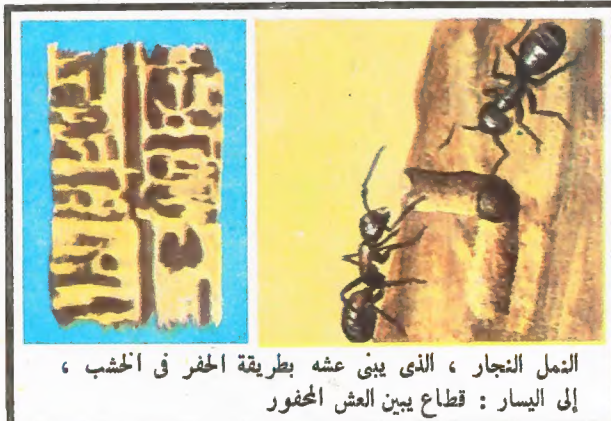 النمل النجار ، الذى يبنى عشه بطريقة الحفر فى الخشب ،
إلى اليسار : قطاع يبين العش المحفور